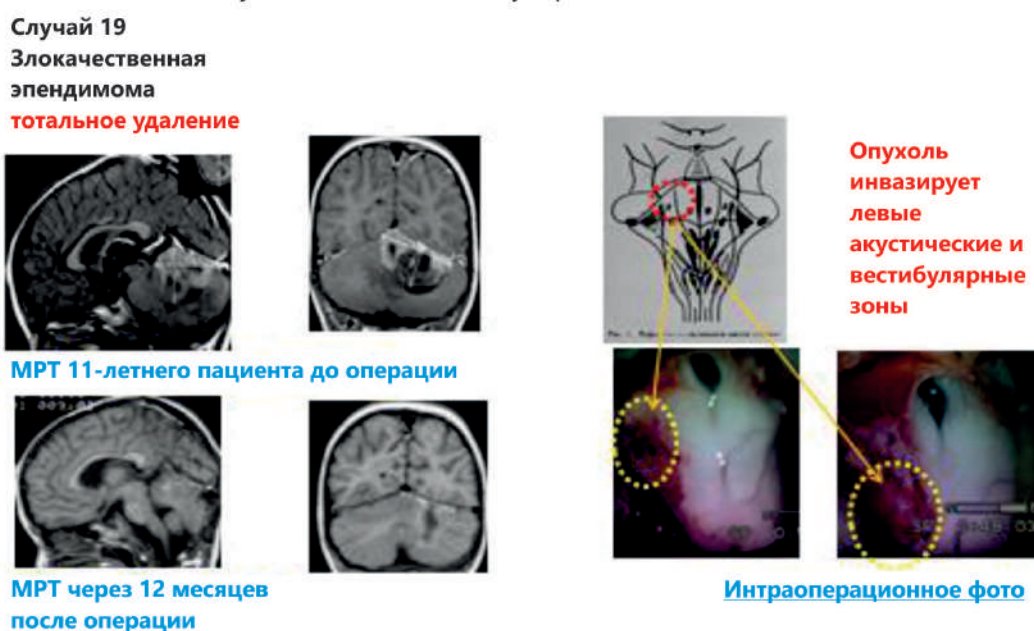 Случай 19
Злокачественная
эпендимома
тотальное удаление
Опухоль
инвазирует
левые
акустические и
вестибулярные
зоны
МРТ 11-летнего пациента до операции
МРТ через 12 месяцев
после операции
Интраоперационное фото